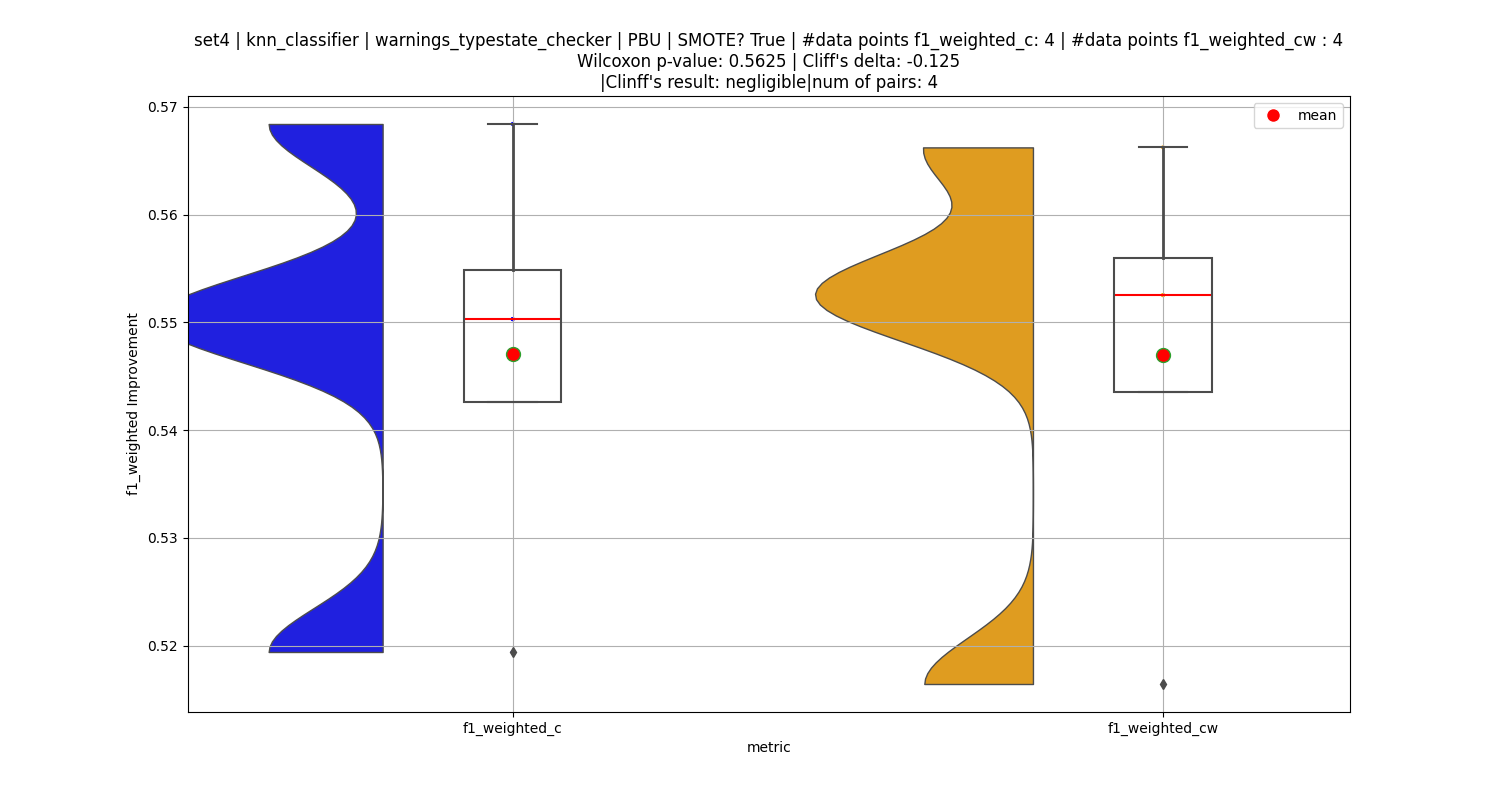 set4 | knn_classifier | warnings_typestate_checker | PBU | SMOTE? True | #data points f1_weighted_c: 4 | #data points f1_weighted_cw : 4
Wilcoxon p-value: 0.5625 | Cliff's delta: -0.125
|Clinff's result: negligible|num of pairs: 4
mean
0.57
0.56
0.55
0.54
0.53
0.52
f1_weighted Improvement
f1_weighted_c
f1_weighted_cw
metric